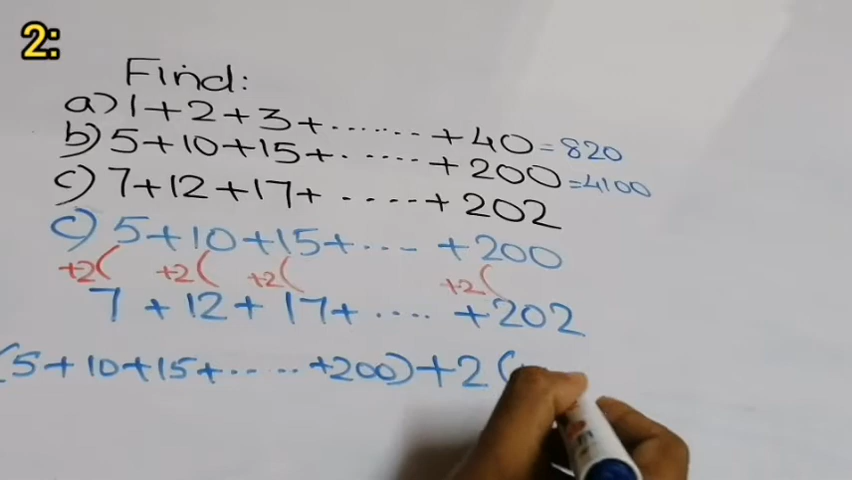 2:
Find:
a) 1+2+3+.......+40=820
b) 5+10+15+......+200=4100
c) 7+12+17+.....+202
c) 5+10+15+....+200
+2( +2( +2( +2(
7+12+17+....+202
(5+10+15+......+200)+2(